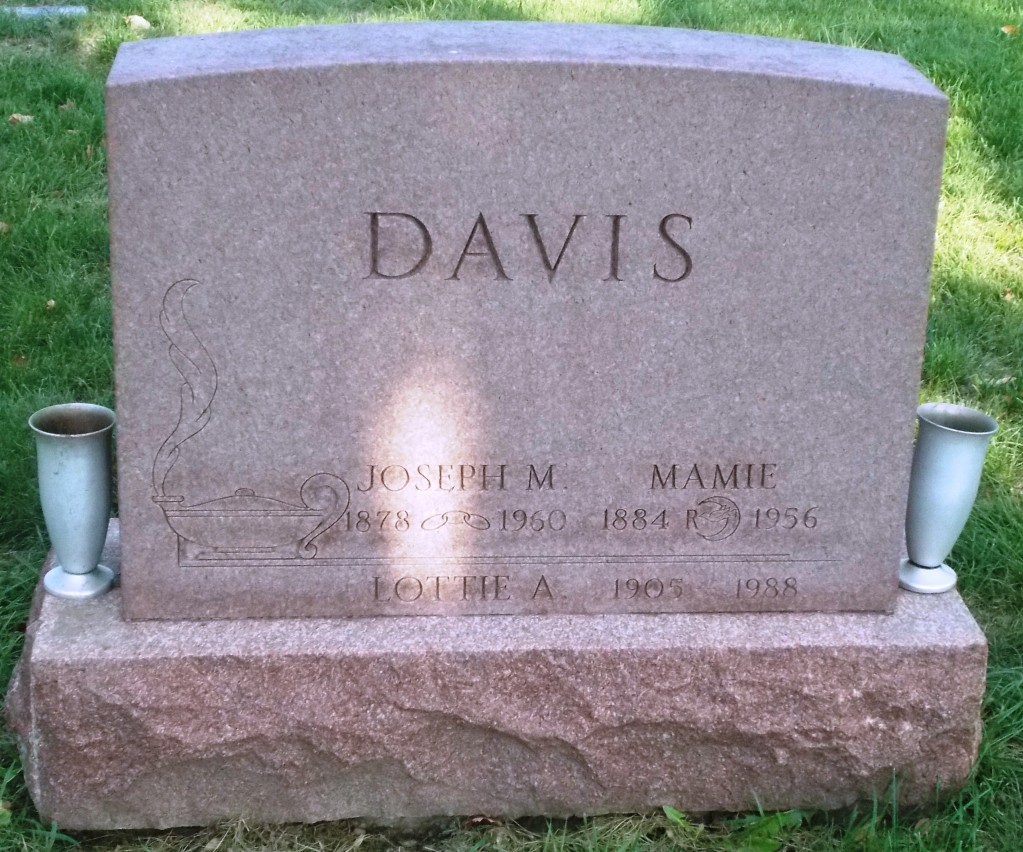 DAVIS
JOSEPH M. MAMIE
1878 1960 1884 R 1956
LOTTIE A. 1905 1988